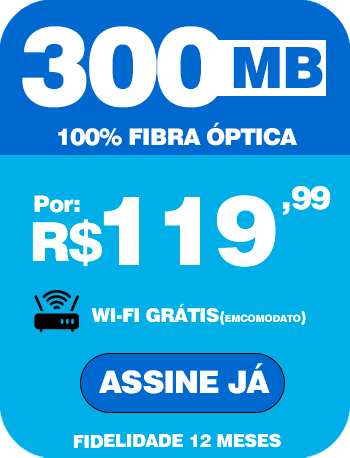 300 MB
100% FIBRA ÓPTICA
Por:
R$119,99
WI-FI GRÁTIS(EMCOMODATO)
ASSINE JÁ
FIDELIDADE 12 MESES